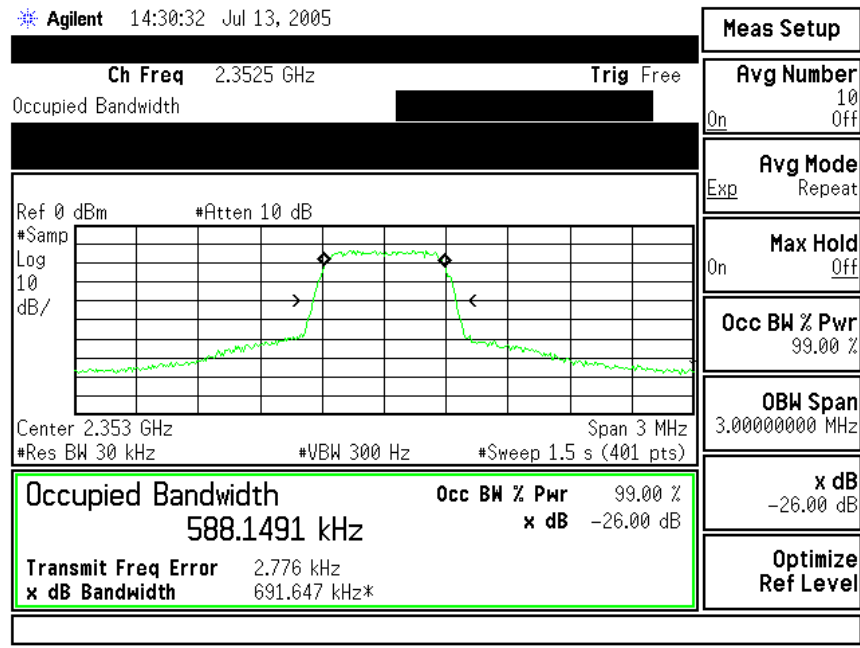 Agilent 14:30:32 Jul 13, 2005
Ch Freq 2.3525 GHz Trig Free
Occupied Bandwidth
Ref 0 dBm #Atten 10 dB
#Samp
Log
10
dB/
Center 2.353 GHz Span 3 MHz
#Res BW 30 kHz #VBW 300 Hz #Sweep 1.5 s (401 pts)
Occupied Bandwidth
588.1491 kHz
Occ BW % Pwr 99.00 %
x dB -26.00 dB
Transmit Freq Error 2.776 kHz
x dB Bandwidth 691.647 kHz*
Meas Setup
Avg Number
10
On Off
Avg Mode
Exp Repeat
Max Hold
On Off
Occ BW % Pwr
99.00 %
OBW Span
3.00000000 MHz
x dB
-26.00 dB
Optimize
Ref Level